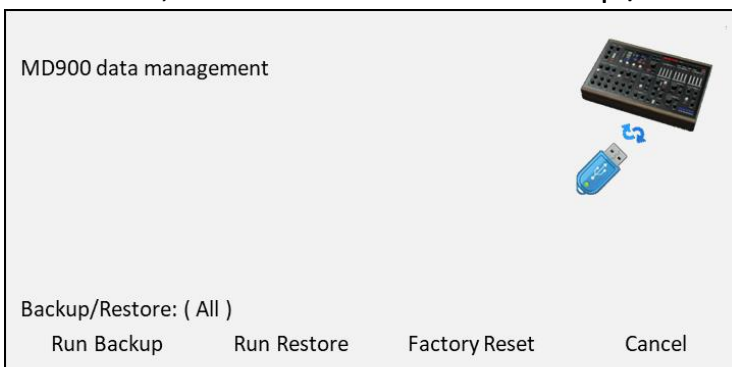 MD900 data management
Backup/Restore: ( All )
Run Backup Run Restore Factory Reset Cancel